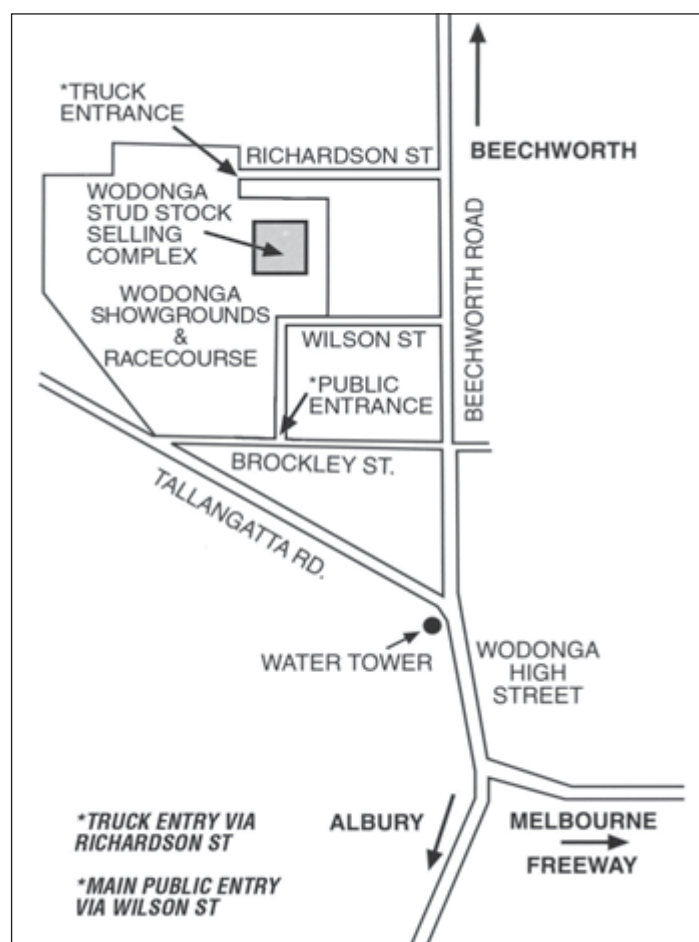 *TRUCK
ENTRANCE
RICHARDSON ST
BEECHWORTH
WODONGA
STUD STOCK
SELLING
COMPLEX
BEECHWORTH ROAD
WODONGA
SHOWGROUNDS
&
RACECOURSE
WILSON ST
*PUBLIC
ENTRANCE
BROCKLEY ST.
TALLANGATTA RD.
WATER TOWER
WODONGA
HIGH
STREET
ALBURY
MELBOURNE
FREEWAY
*TRUCK ENTRY VIA
RICHARDSON ST
*MAIN PUBLIC ENTRY
VIA WILSON ST